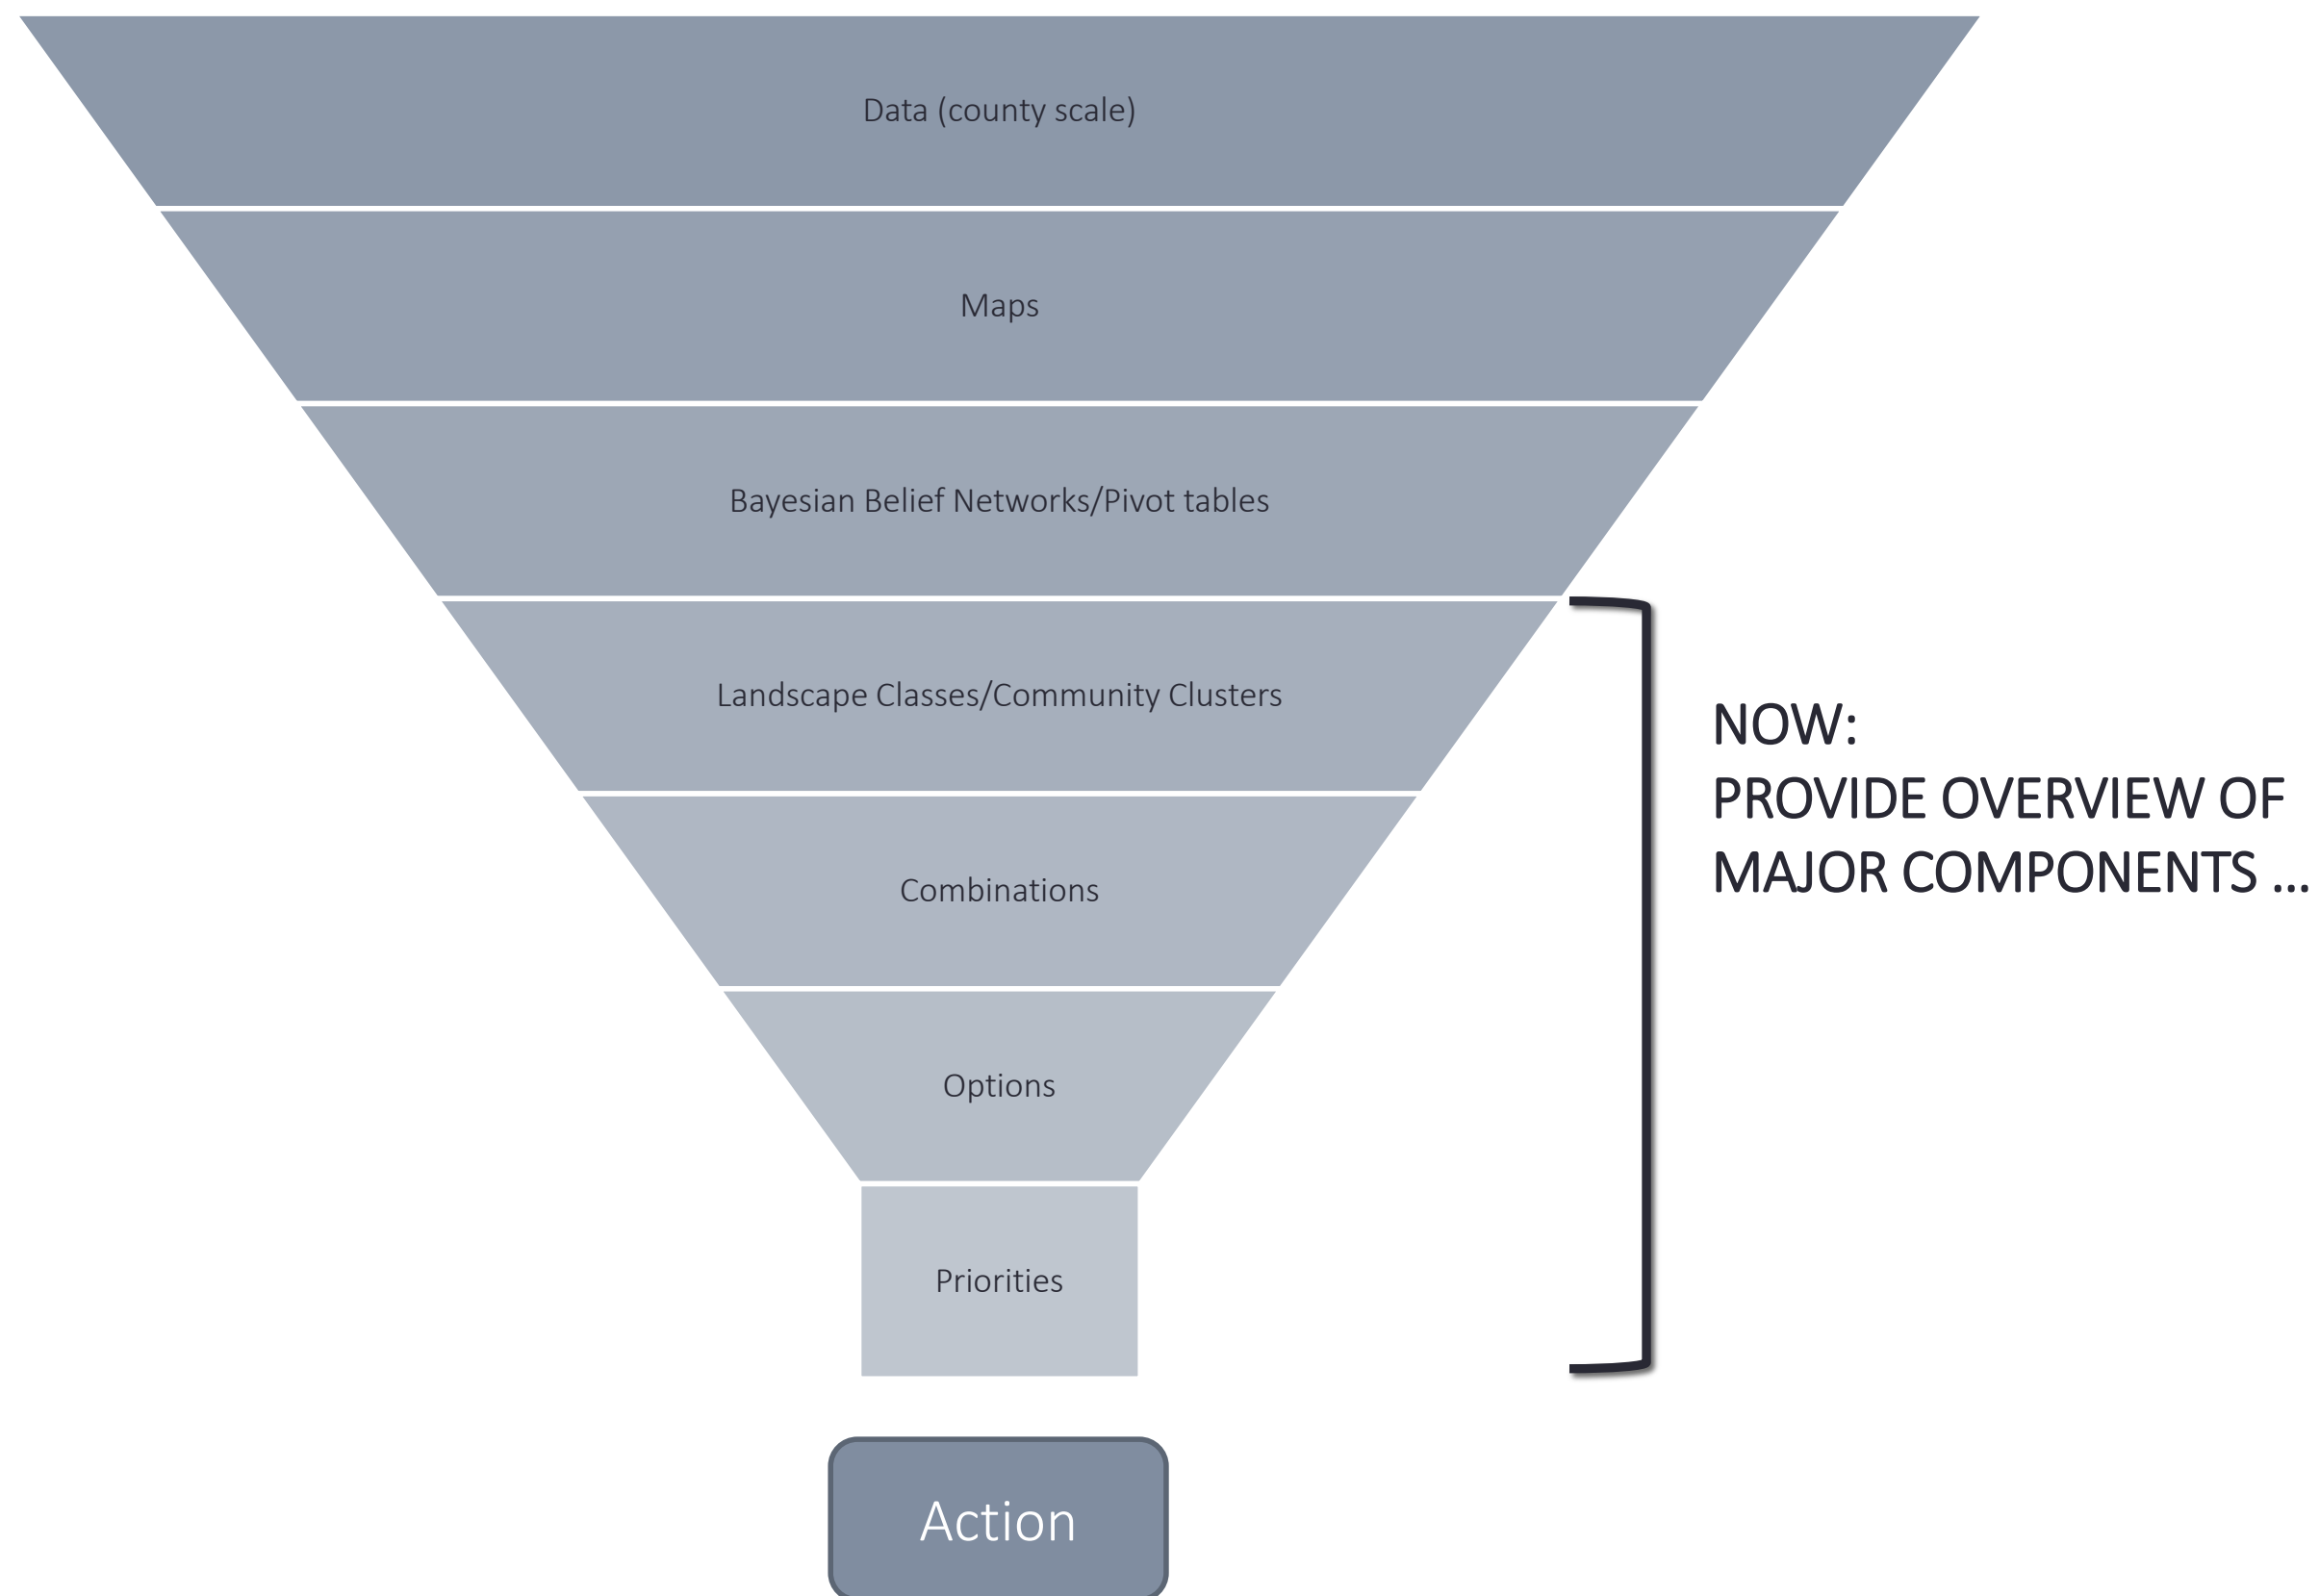 Data (county scale)
Maps
Bayesian Belief Networks/Pivot tables
Landscape Classes/Community Clusters
Combinations
Options
Priorities
Action
NOW:
PROVIDE OVERVIEW OF
MAJOR COMPONENTS …